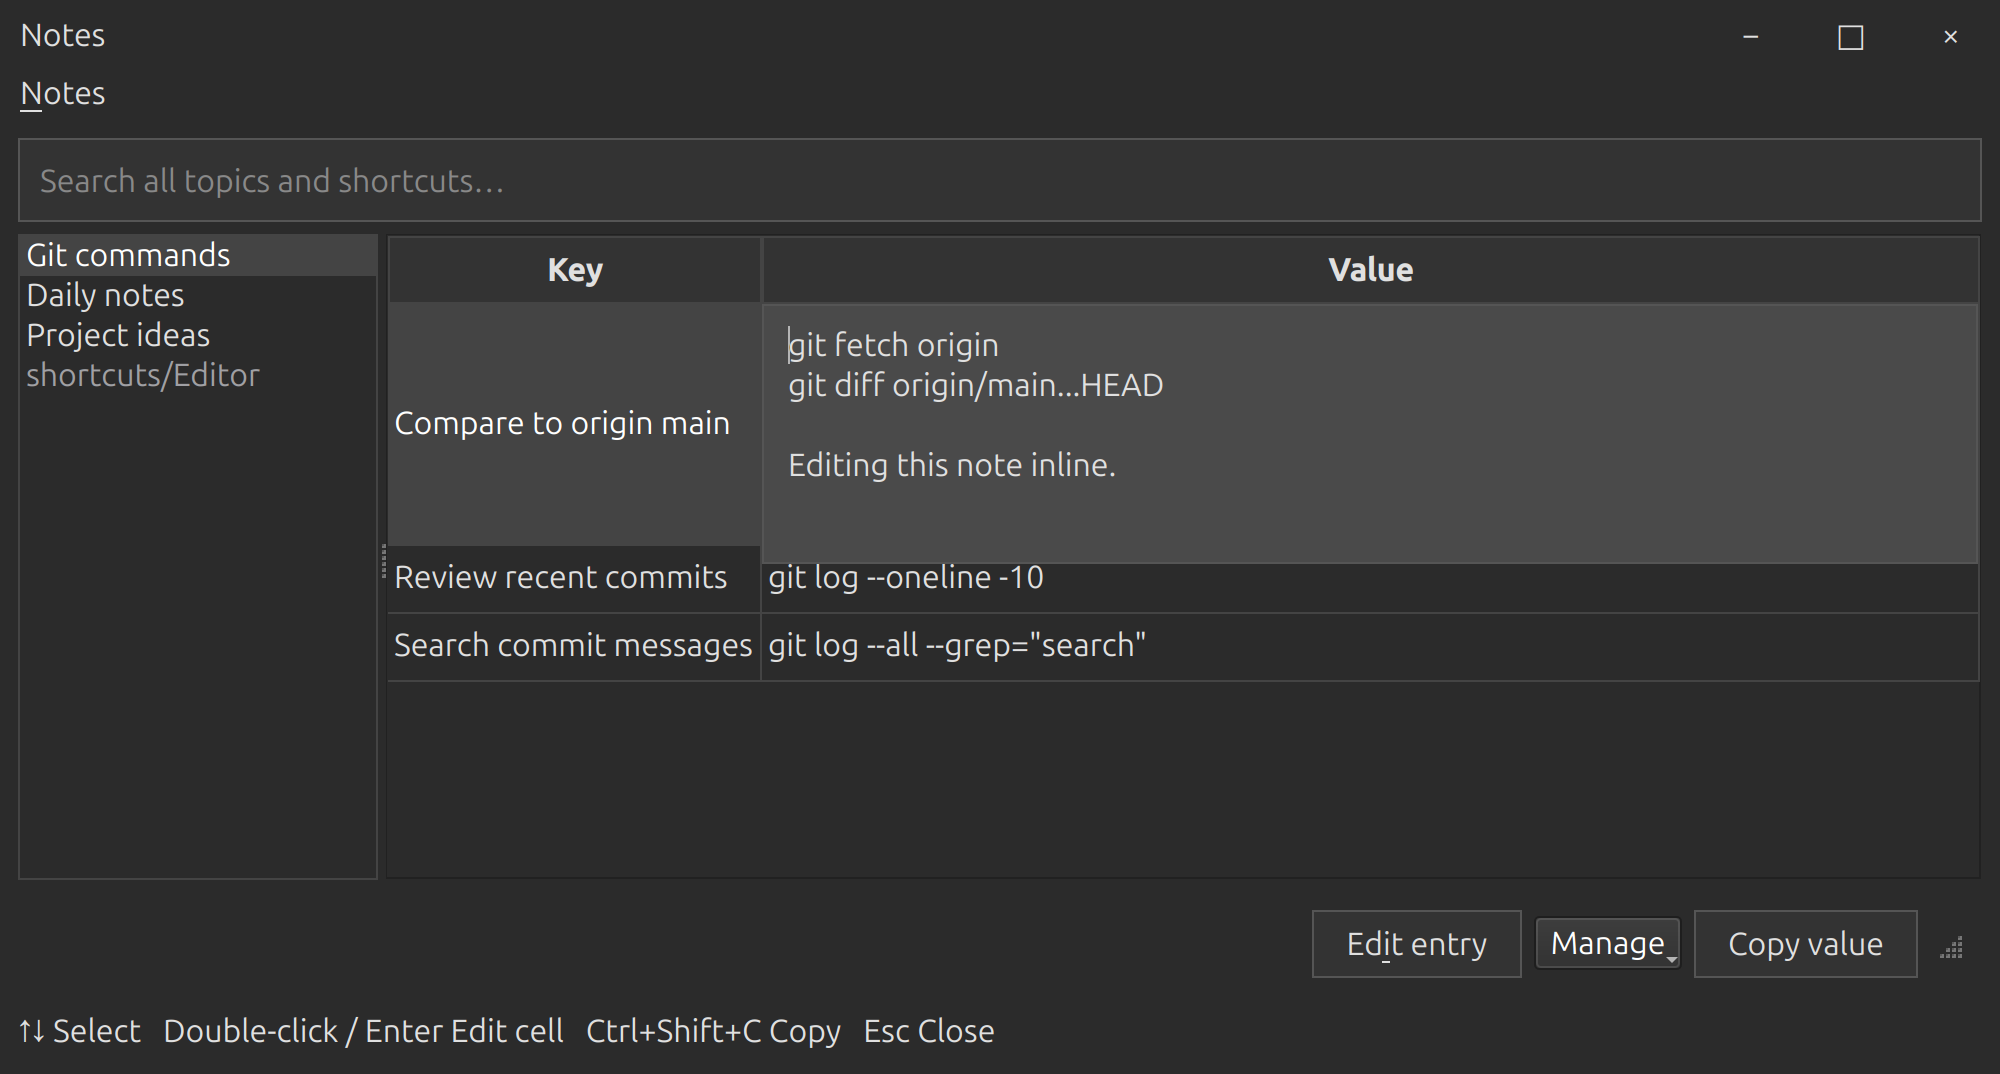 Notes
Notes
Search all topics and shortcuts...
Git commands
Daily notes
Project ideas
shortcuts/Editor
Key Value
Compare to origin main
git fetch origin
git diff origin/main...HEAD
Editing this note inline.
Review recent commits git log --oneline -10
Search commit messages git log --all --grep="search"
Edit entry Manage Copy value
↑↓ Select Double-click / Enter Edit cell Ctrl+Shift+C Copy Esc Close